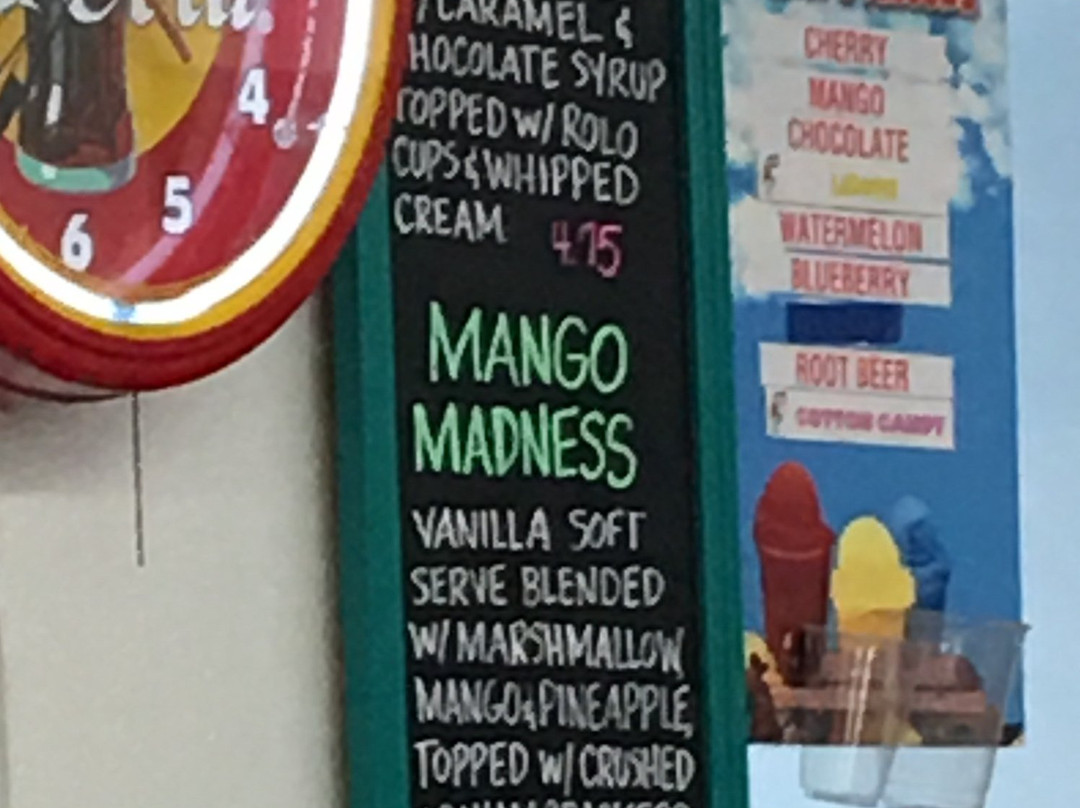 4
5
6
/CARAMEL &
HOCOLATE SYRUP
TOPPED W/ ROLO
CUPS & WHIPPED
CREAM 4.75
MANGO
MADNESS
VANILLA SOFT
SERVE BLENDED
W/ MARSHMALLOW,
MANGO & PINEAPPLE,
TOPPED W/ CRUSHED
CHERRY
MANGO
CHOCOLATE
WATERMELON
BLUEBERRY
ROOT BEER
COTTON CANDY